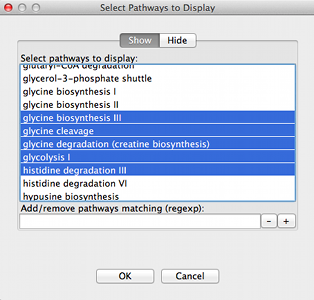 Select Pathways to Display
Show Hide
Select pathways to display:
glutaryl-CoA degradation
glycerol-3-phosphate shuttle
glycine biosynthesis I
glycine biosynthesis II
glycine biosynthesis III
glycine cleavage
glycine degradation (creatine biosynthesis)
glycolysis I
histidine degradation III
histidine degradation VI
hypusine biosynthesis
Add/remove pathways matching (regexp):
- +
OK Cancel